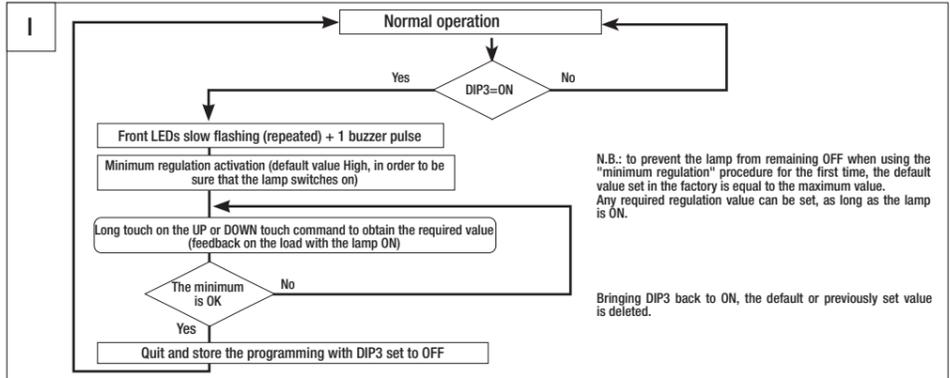 I
Normal operation
Yes
DIP3=ON
No
Front LEDs slow flashing (repeated) + 1 buzzer pulse
Minimum regulation activation (default value High, in order to be
sure that the lamp switches on)
N.B.: to prevent the lamp from remaining OFF when using the
"minimum regulation" procedure for the first time, the default
value set in the factory is equal to the maximum value.
Any required regulation value can be set, as long as the lamp
is ON.
Long touch on the UP or DOWN touch command to obtain the required value
(feedback on the load with the lamp ON)
The minimum
is OK
No
Bringing DIP3 back to ON, the default or previously set value
is deleted.
Yes
Quit and store the programming with DIP3 set to OFF